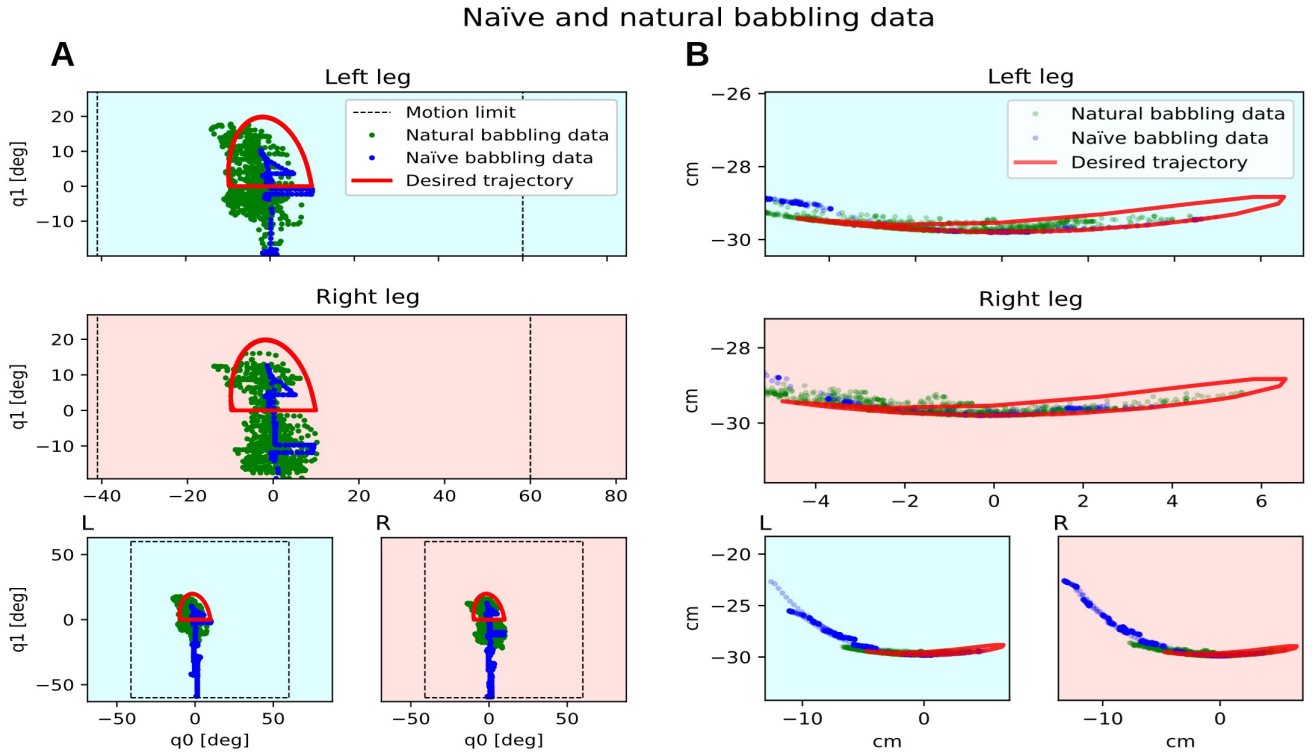 Naïve and natural babbling data
A
Left leg
q1 [deg]
20
10
0
−10
Motion limit
Natural babbling data
Naïve babbling data
Desired trajectory
Right leg
q1 [deg]
20
10
0
−10
−40 −20 0 20 40 60 80
L
q1 [deg]
50
0
−50
−50 0 50
q0 [deg]
R
−50 0 50
q0 [deg]
B
Left leg
cm
−26
−28
−30
Natural babbling data
Naïve babbling data
Desired trajectory
Right leg
cm
−28
−30
−4 −2 0 2 4 6
L
cm
−20
−25
−30
−10 0
cm
R
−10 0
cm